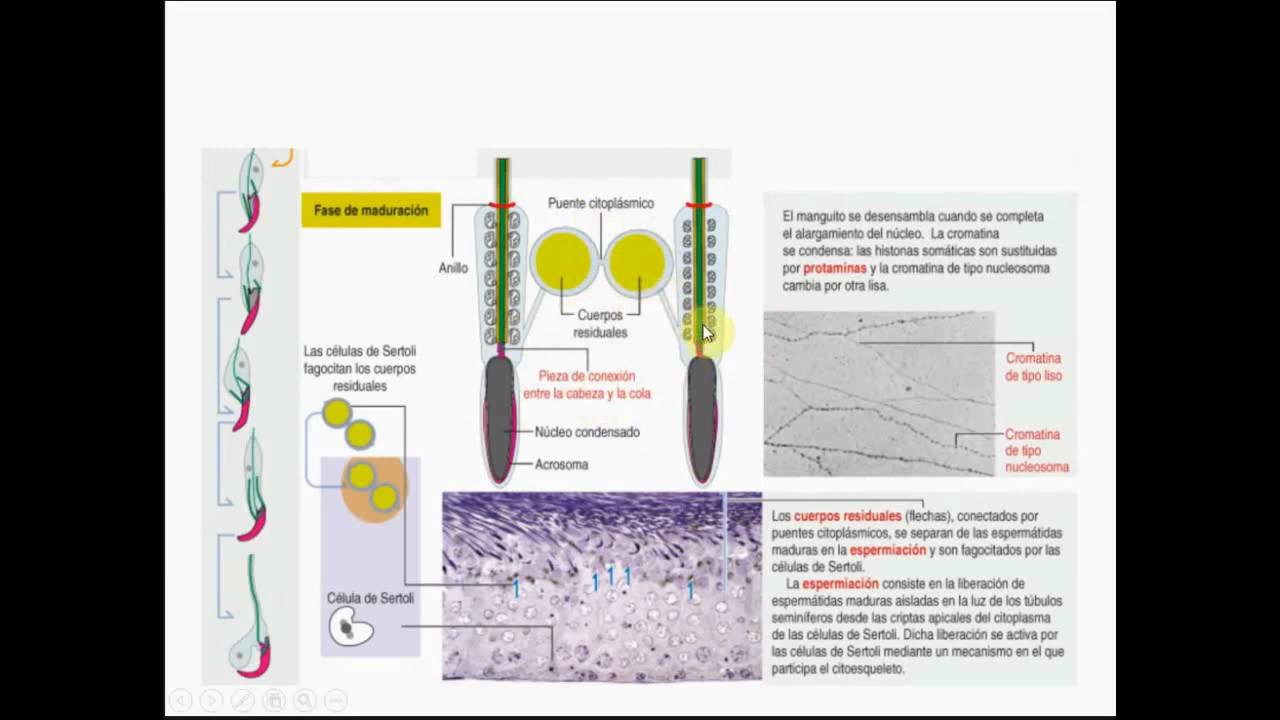 Fase de maduración
Puente citoplásmico
Anillo
Cuerpos
residuales
Las células de Sertoli
fagocitan los cuerpos
residuales
Pieza de conexión
entre la cabeza y la cola
Núcleo condensado
Acrosoma
Célula de Sertoli
El manguito se desensambla cuando se completa
el alargamiento del núcleo. La cromatina
se condensa: las histonas somáticas son sustituidas
por protaminas y la cromatina de tipo nucleosoma
cambia por otra lisa.
Cromatina
de tipo liso
Cromatina
de tipo
nucleosoma
Los cuerpos residuales (flechas), conectados por
puentes citoplásmicos, se separan de las espermátidas
maduras en la espermiación y son fagocitados por las
células de Sertoli.
La espermiación consiste en la liberación de
espermátidas maduras aisladas en la luz de los túbulos
seminíferos desde las criptas apicales del citoplasma
de las células de Sertoli. Dicha liberación se activa por
las células de Sertoli mediante un mecanismo en el que
participa el citoesqueleto.